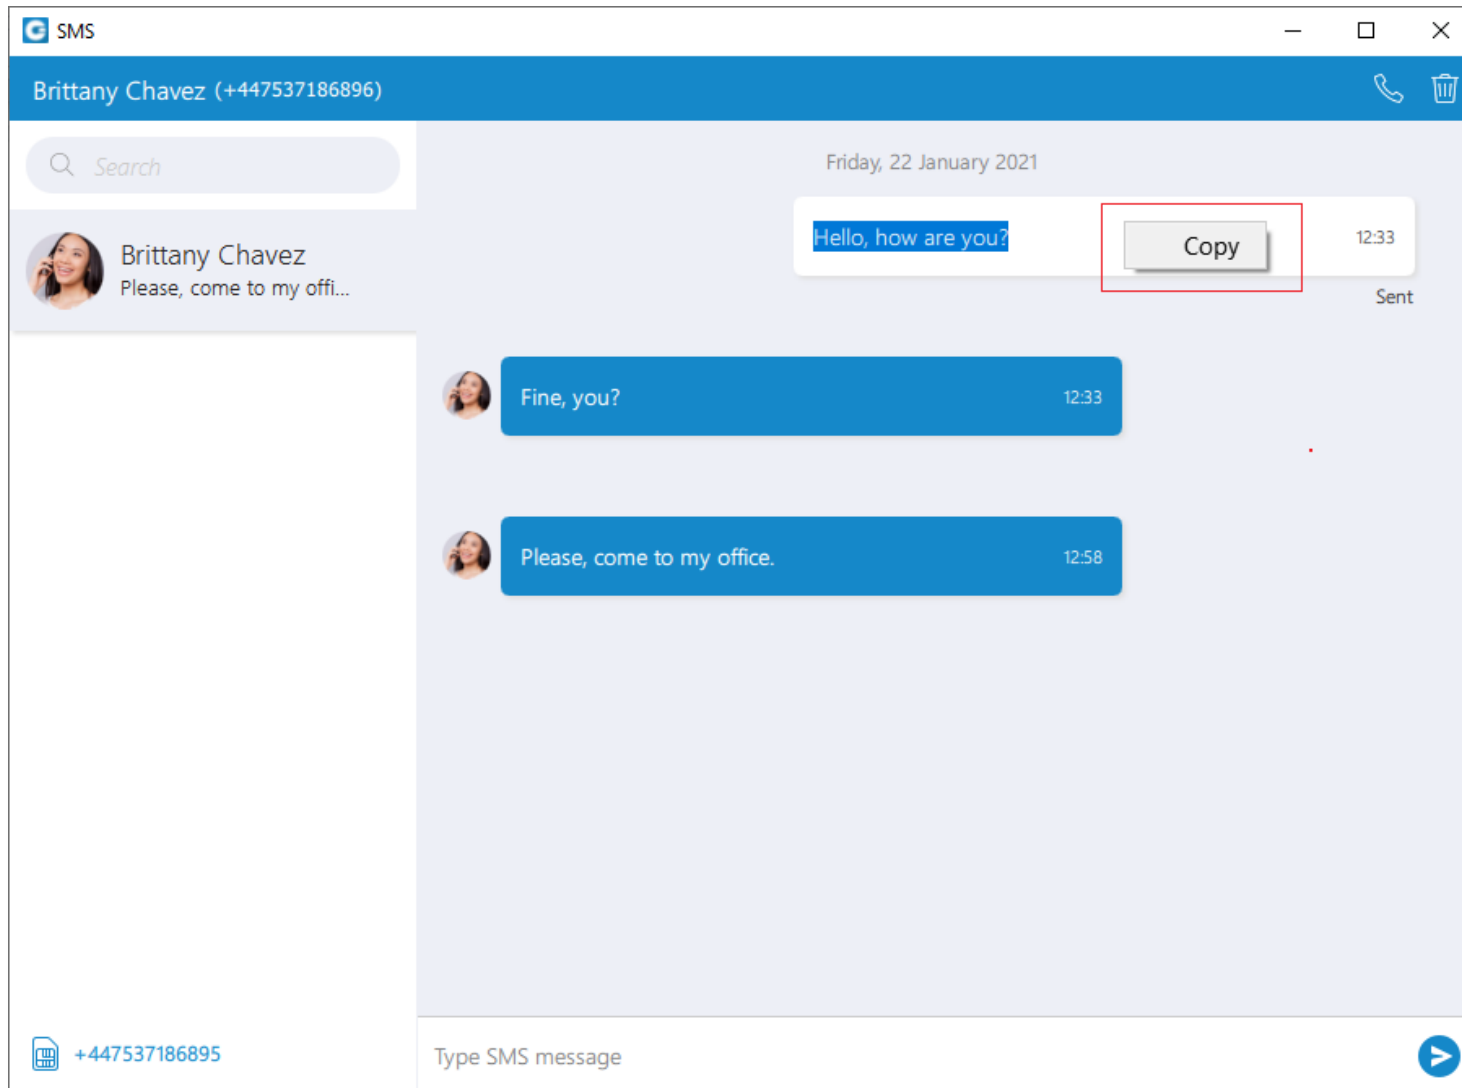 SMS
Brittany Chavez (+447537186896)
Search
Brittany Chavez
Please, come to my offi...
+447537186895
Friday, 22 January 2021
Hello, how are you?
Copy
12:33
Sent
Fine, you?
12:33
Please, come to my office.
12:58
Type SMS message